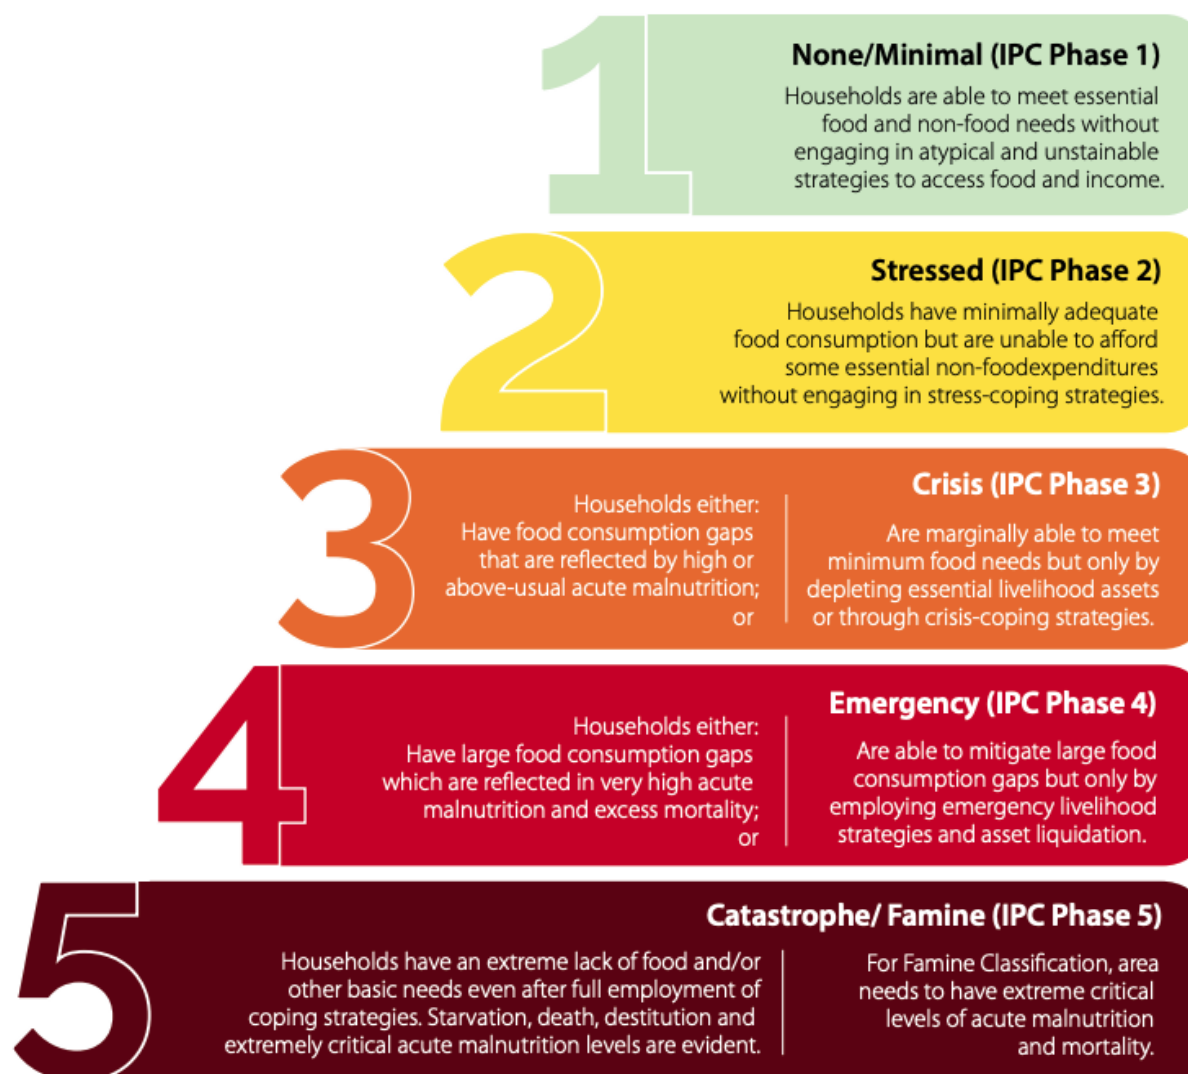 1
None/Minimal (IPC Phase 1)
Households are able to meet essential
food and non-food needs without
engaging in atypical and unstainable
strategies to access food and income.
2
Stressed (IPC Phase 2)
Households have minimally adequate
food consumption but are unable to afford
some essential non-foodexpenditures
without engaging in stress-coping strategies.
3
Crisis (IPC Phase 3)
Households either:
Have food consumption gaps
that are reflected by high or
above-usual acute malnutrition;
or
Are marginally able to meet
minimum food needs but only by
depleting essential livelihood assets
or through crisis-coping strategies.
4
Emergency (IPC Phase 4)
Households either:
Have large food consumption gaps
which are reflected in very high acute
malnutrition and excess mortality;
or
Are able to mitigate large food
consumption gaps but only by
employing emergency livelihood
strategies and asset liquidation.
5
Catastrophe/ Famine (IPC Phase 5)
Households have an extreme lack of food and/or
other basic needs even after full employment of
coping strategies. Starvation, death, destitution and
extremely critical acute malnutrition levels are evident.
For Famine Classification, area
needs to have extreme critical
levels of acute malnutrition
and mortality.